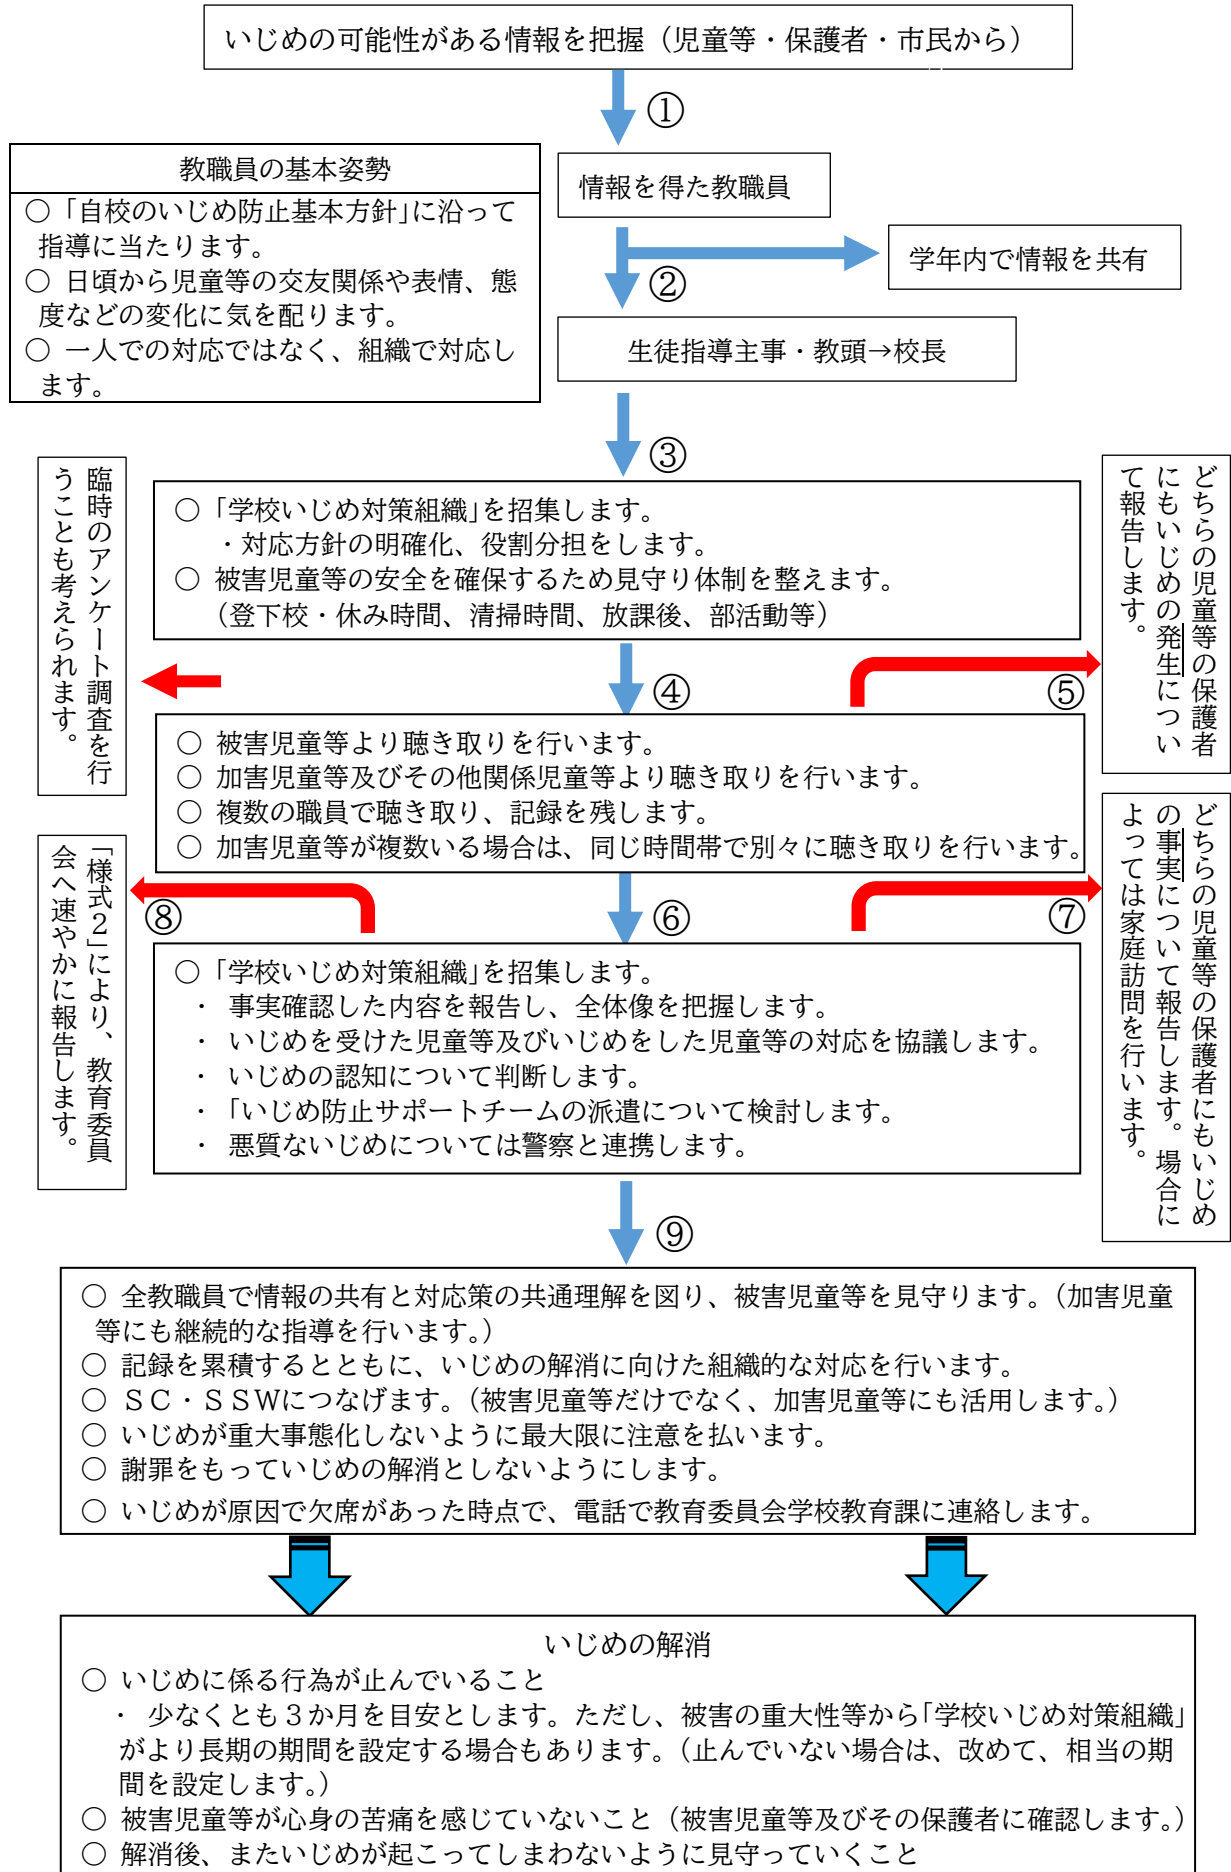 いじめの可能性がある情報を把握（児童等・保護者・市民から）
①
教職員の基本姿勢
○「自校のいじめ防止基本方針」に沿って
指導に当たります。
○ 日頃から児童等の交友関係や表情、態
度などの変化に気を配ります。
○ 一人での対応ではなく、組織で対応し
ます。
情報を得た教職員
学年内で情報を共有
②
生徒指導主事・教頭→校長
③
○「学校いじめ対策組織」を招集します。
・対応方針の明確化、役割分担をします。
○ 被害児童等の安全を確保するため見守り体制を整えます。
（登下校・休み時間、清掃時間、放課後、部活動等）
臨時のアンケート調査を行
うことも考えられます。
④
⑤
どちらの児童等の保護者
にもいじめの発生につい
て報告します。
○ 被害児童等より聴き取りを行います。
○ 加害児童等及びその他関係児童等より聴き取りを行います。
○ 複数の職員で聴き取り、記録を残します。
○ 加害児童等が複数いる場合は、同じ時間帯で別々に聴き取りを行います。
⑥
⑦
どちらの児童等の保護者にもいじめ
の事実について報告します。場合に
よっては家庭訪問を行います。
⑧
「様式２」により、教育委員
会へ速やかに報告します。
○「学校いじめ対策組織」を招集します。
・ 事実確認した内容を報告し、全体像を把握します。
・ いじめを受けた児童等及びいじめをした児童等の対応を協議します。
・ いじめの認知について判断します。
・「いじめ防止サポートチームの派遣について検討します。
・ 悪質ないじめについては警察と連携します。
⑨
○ 全教職員で情報の共有と対応策の共通理解を図り、被害児童等を見守ります。（加害児童
等にも継続的な指導を行います。）
○ 記録を累積するとともに、いじめの解消に向けた組織的な対応を行います。
○ ＳＣ・ＳＳＷにつなげます。（被害児童等だけでなく、加害児童等にも活用します。）
○ いじめが重大事態化しないように最大限に注意を払います。
○ 謝罪をもっていじめの解消としないようにします。
○ いじめが原因で欠席があった時点で、電話で教育委員会学校教育課に連絡します。
いじめの解消
○ いじめに係る行為が止んでいること
・ 少なくとも３か月を目安とします。ただし、被害の重大性等から「学校いじめ対策組織」
がより長期の期間を設定する場合もあります。（止んでいない場合は、改めて、相当の期
間を設定します。）
○ 被害児童等が心身の苦痛を感じていないこと（被害児童等及びその保護者に確認します。）
○ 解消後、またいじめが起こってしまわないように見守っていくこと